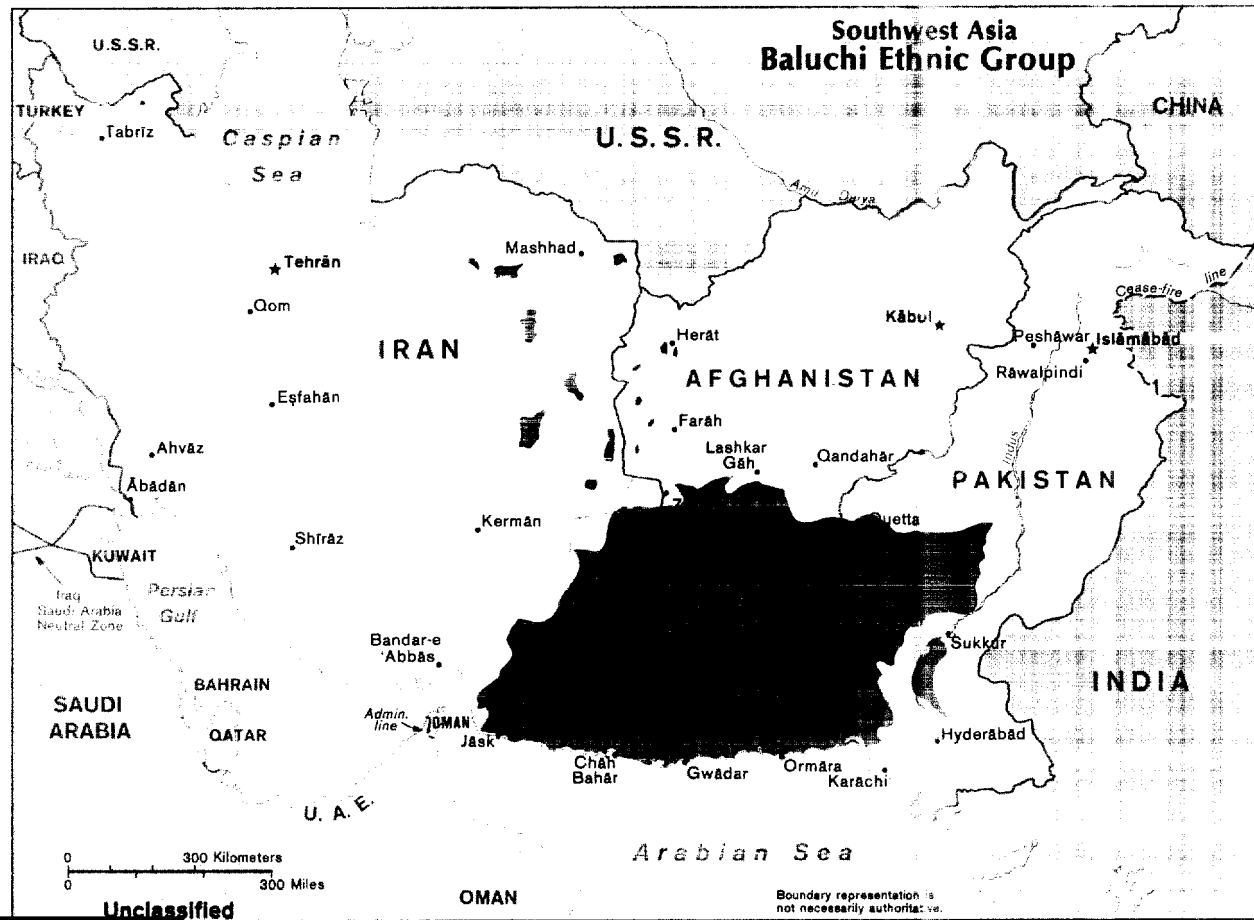 Southwest Asia
Baluchi Ethnic Group
U.S.S.R.
TURKEY
Tabrīz
Caspian
Sea
U.S.S.R.
CHINA
Amu Darya
IRAQ
Tehrān
Mashhad
Qom
Cease-fire line
Kābul
Peshāwar
Islāmābād
Rāwalpindi
Herāt
IRAN
AFGHANISTAN
Eşfahān
Farāh
Indus
Ahvāz
Lashkar
Gāh
Qandahār
PAKISTAN
Ābādān
Kermān
Quetta
Shīrāz
KUWAIT
Iraq
Saudi Arabia
Neutral Zone
Persian
Gulf
Bandar-e
'Abbās
Sukkur
SAUDI
ARABIA
BAHRAIN
INDIA
QATAR
Admin.
line
OMAN
Jāsk
Hyderābād
Chāh
Bahār
Gwādar
Ormāra
Karāchi
U.A.E.
Arabian Sea
0 300 Kilometers
0 300 Miles
OMAN
Boundary representation is
not necessarily authoritative.
Unclassified